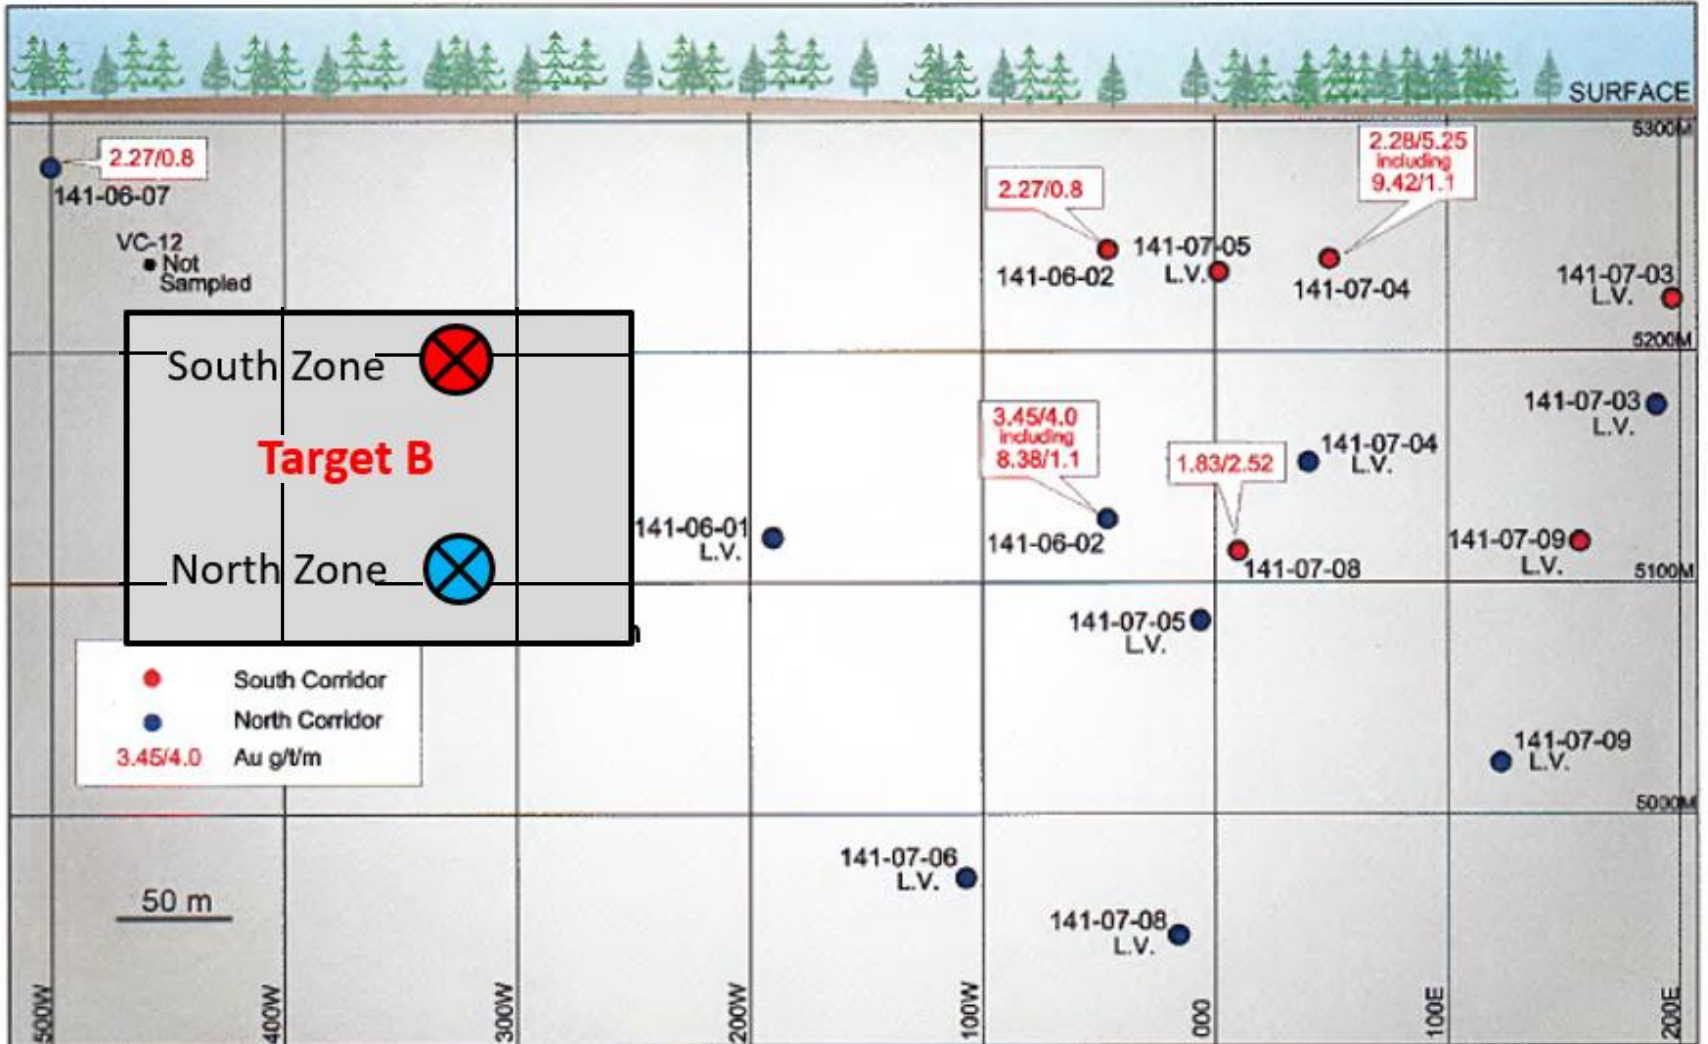 SURFACE
5300M
2.27/0.8
141-06-07
VC-12
Not
Sampled
2.27/0.8
141-06-02
141-07-05
L.V.
2.28/5.25
including
9.42/1.1
141-07-04
141-07-03
L.V.
5200M
South Zone
Target B
North Zone
141-06-01
L.V.
3.45/4.0
including
8.38/1.1
141-06-02
1.83/2.52
141-07-08
141-07-04
L.V.
141-07-03
L.V.
141-07-09
L.V.
5100M
141-07-05
L.V.
South Corridor
North Corridor
3.45/4.0 Au g/t/m
141-07-09
L.V.
5000M
141-07-06
L.V.
141-07-08
L.V.
50 m
500W
400W
300W
200W
100W
000
100E
200E